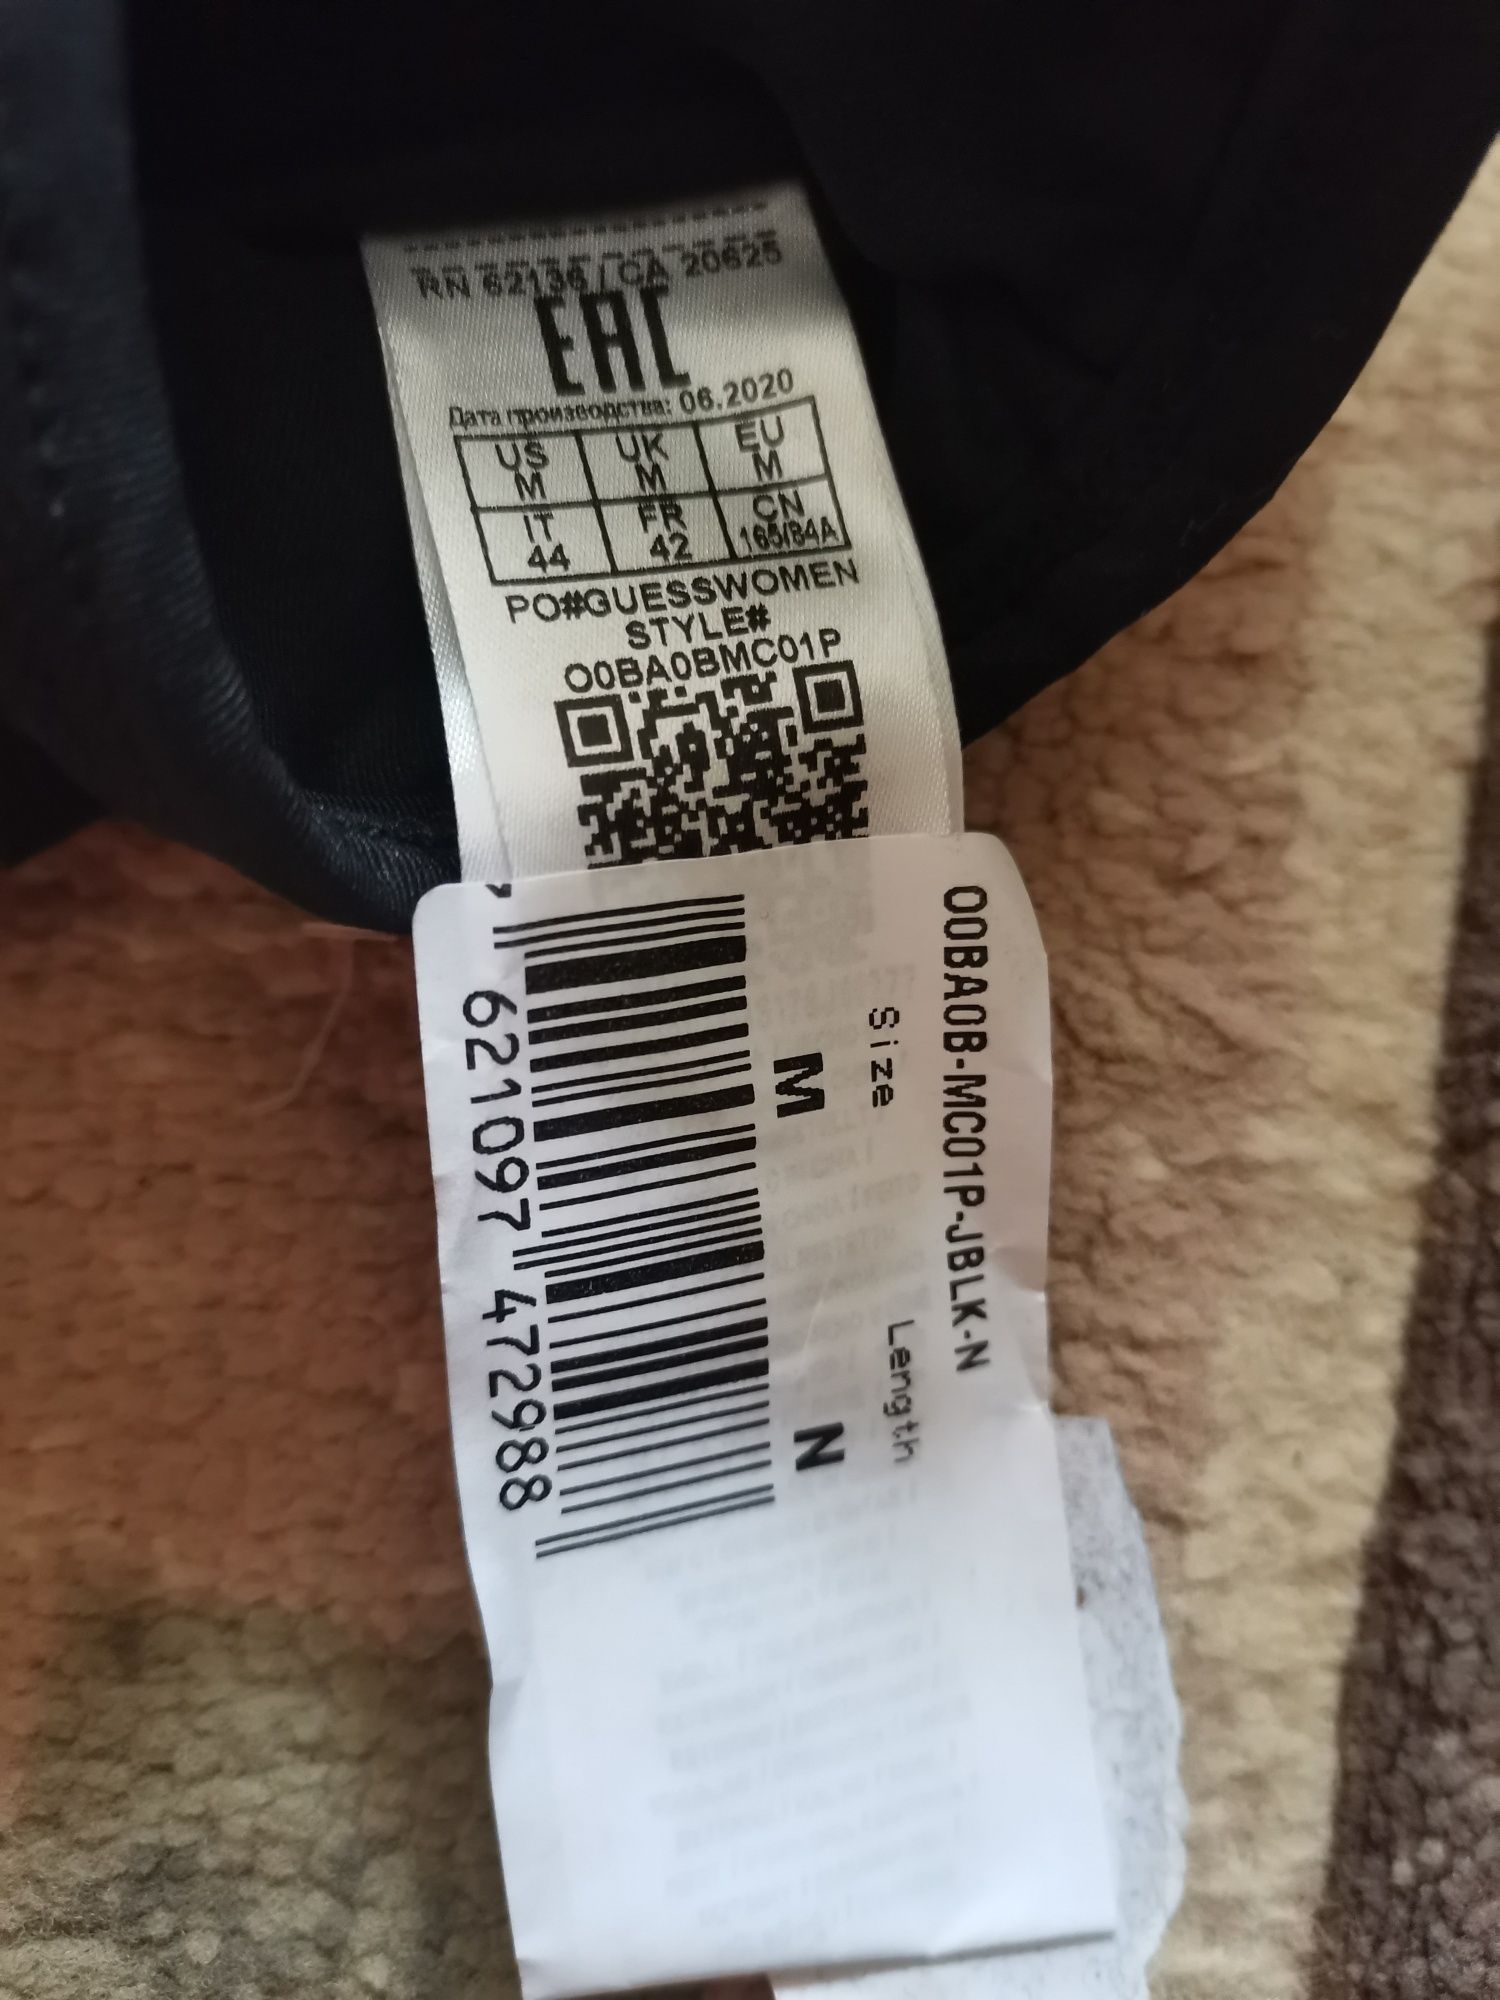 RN 62136 / CA 20625
EAC
Дата производства: 06.2020
US UK EU
M M M
IT FR CN
44 42 165/84A
PO#GUESSWOMEN
STYLE#
O0BA0BMC01P
O0BA0B-MC01P-JBLK-N
Size Length
M N
621097 472988